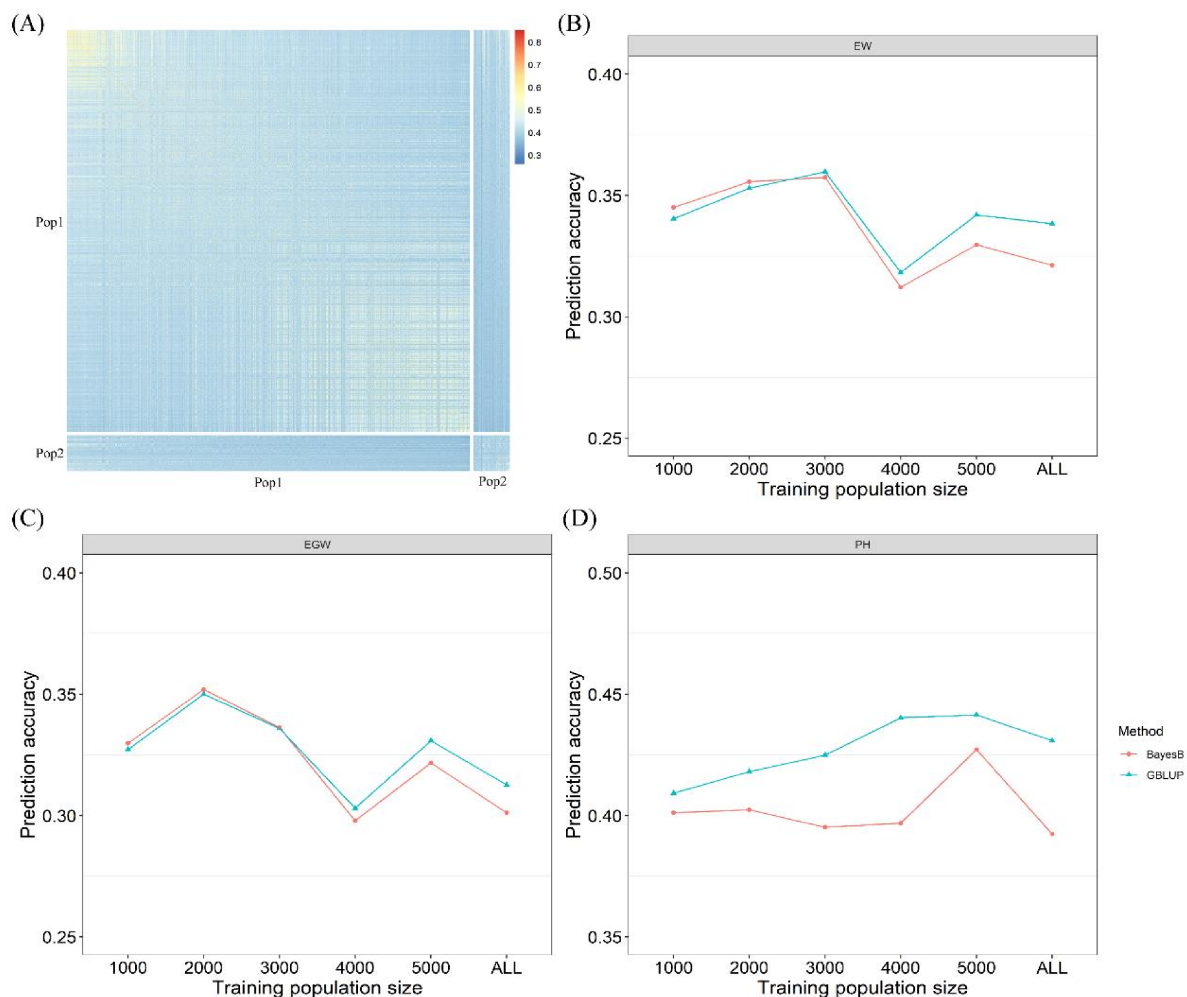 (A)
0.8
0.7
0.6
0.5
0.4
0.3
Pop1
Pop2
Pop1 Pop2
(B)
EW
0.40
0.35
0.30
0.25
Prediction accuracy
1000 2000 3000 4000 5000 ALL
Training population size
(C)
EGW
0.40
0.35
0.30
0.25
Prediction accuracy
1000 2000 3000 4000 5000 ALL
Training population size
(D)
PH
0.50
0.45
0.40
0.35
Prediction accuracy
1000 2000 3000 4000 5000 ALL
Training population size
Method
BayesB
GBLUP